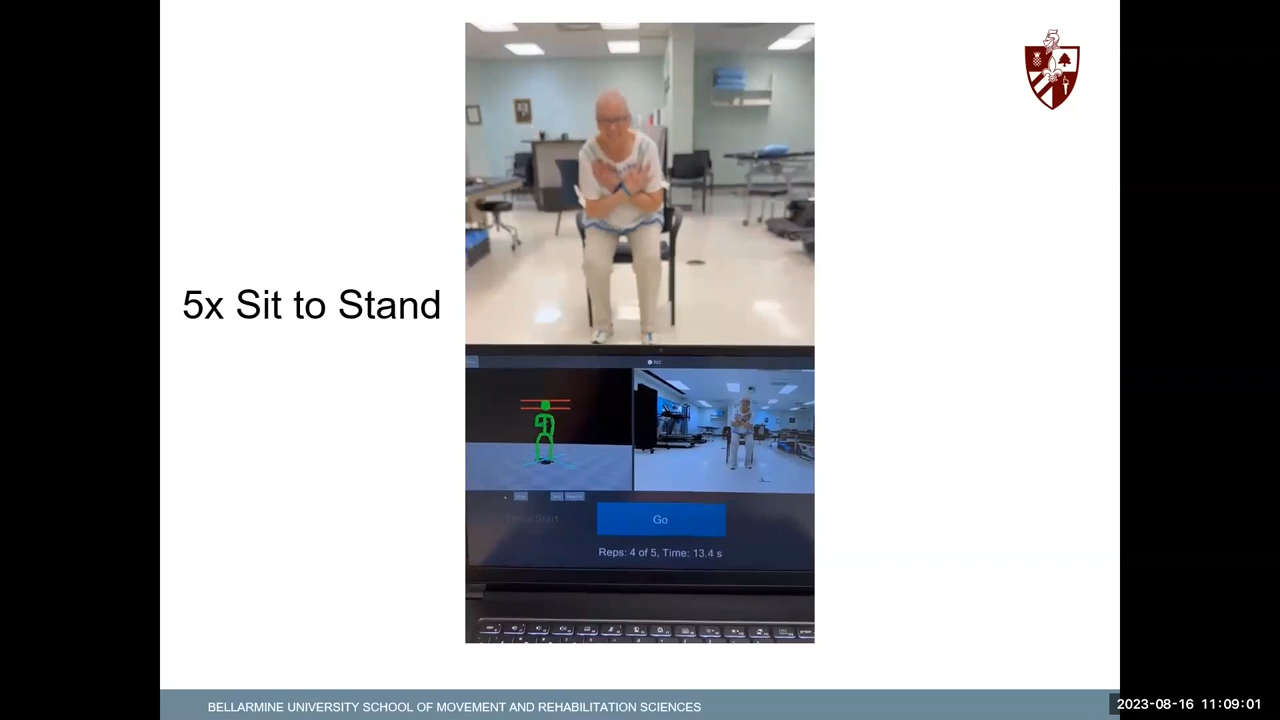 5x Sit to Stand
REC
Go
Reps: 4 of 5, Time: 13.4 s
BELLARMINE UNIVERSITY SCHOOL OF MOVEMENT AND REHABILITATION SCIENCES
2023-08-16 11:09:01